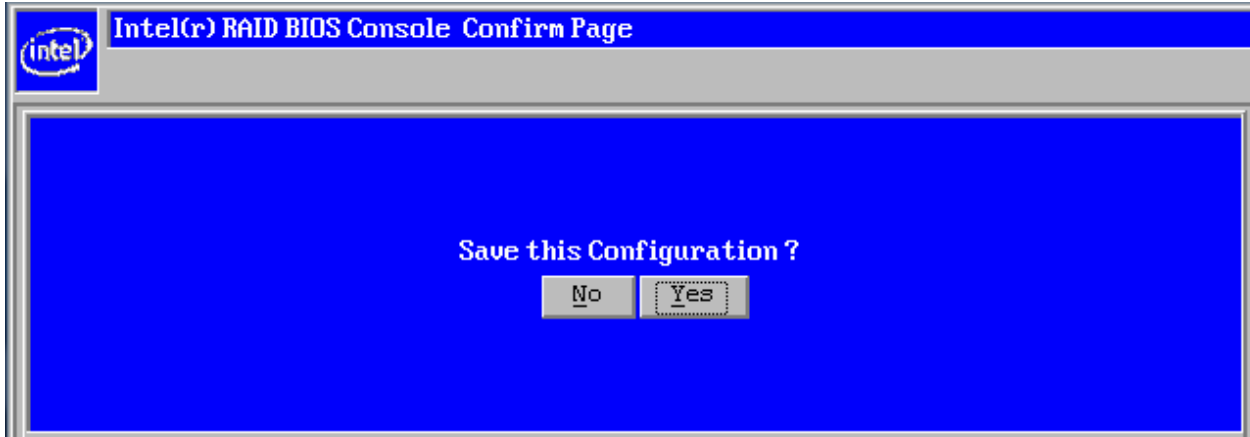 Intel(r) RAID BIOS Console Confirm Page
intel
Save this Configuration ?
No
Yes